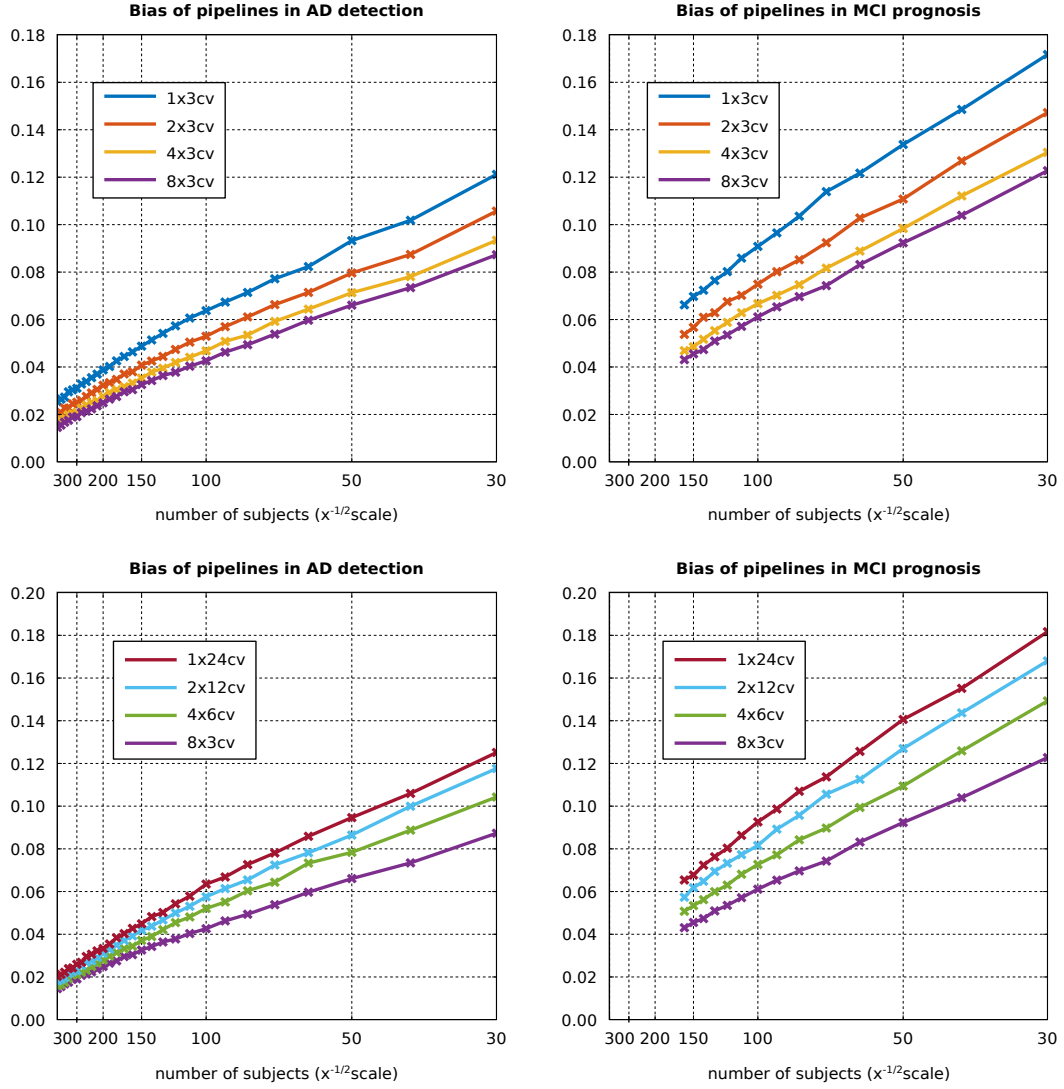 Bias of pipelines in AD detection
0.18
0.16
0.14
0.12
0.10
0.08
0.06
0.04
0.02
0.00
1x3cv
2x3cv
4x3cv
8x3cv
300 200 150 100 50 30
number of subjects (x-1/2scale)
Bias of pipelines in MCI prognosis
0.18
0.16
0.14
0.12
0.10
0.08
0.06
0.04
0.02
0.00
1x3cv
2x3cv
4x3cv
8x3cv
300 200 150 100 50 30
number of subjects (x-1/2scale)
Bias of pipelines in AD detection
0.20
0.18
0.16
0.14
0.12
0.10
0.08
0.06
0.04
0.02
0.00
1x24cv
2x12cv
4x6cv
8x3cv
300 200 150 100 50 30
number of subjects (x-1/2scale)
Bias of pipelines in MCI prognosis
0.20
0.18
0.16
0.14
0.12
0.10
0.08
0.06
0.04
0.02
0.00
1x24cv
2x12cv
4x6cv
8x3cv
300 200 150 100 50 30
number of subjects (x-1/2scale)